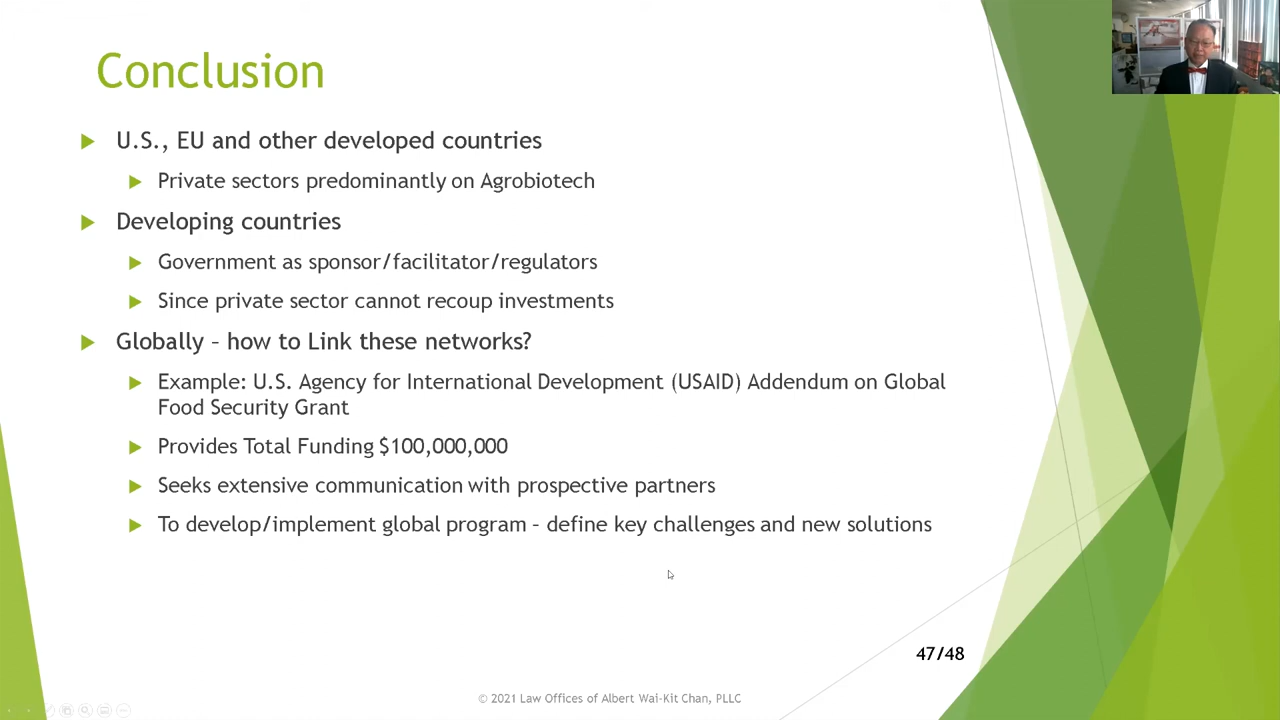 Conclusion
U.S., EU and other developed countries
Private sectors predominantly on Agrobiotech
Developing countries
Government as sponsor/facilitator/regulators
Since private sector cannot recoup investments
Globally – how to Link these networks?
Example: U.S. Agency for International Development (USAID) Addendum on Global
Food Security Grant
Provides Total Funding $100,000,000
Seeks extensive communication with prospective partners
To develop/implement global program – define key challenges and new solutions
47/48
© 2021 Law Offices of Albert Wai-Kit Chan, PLLC